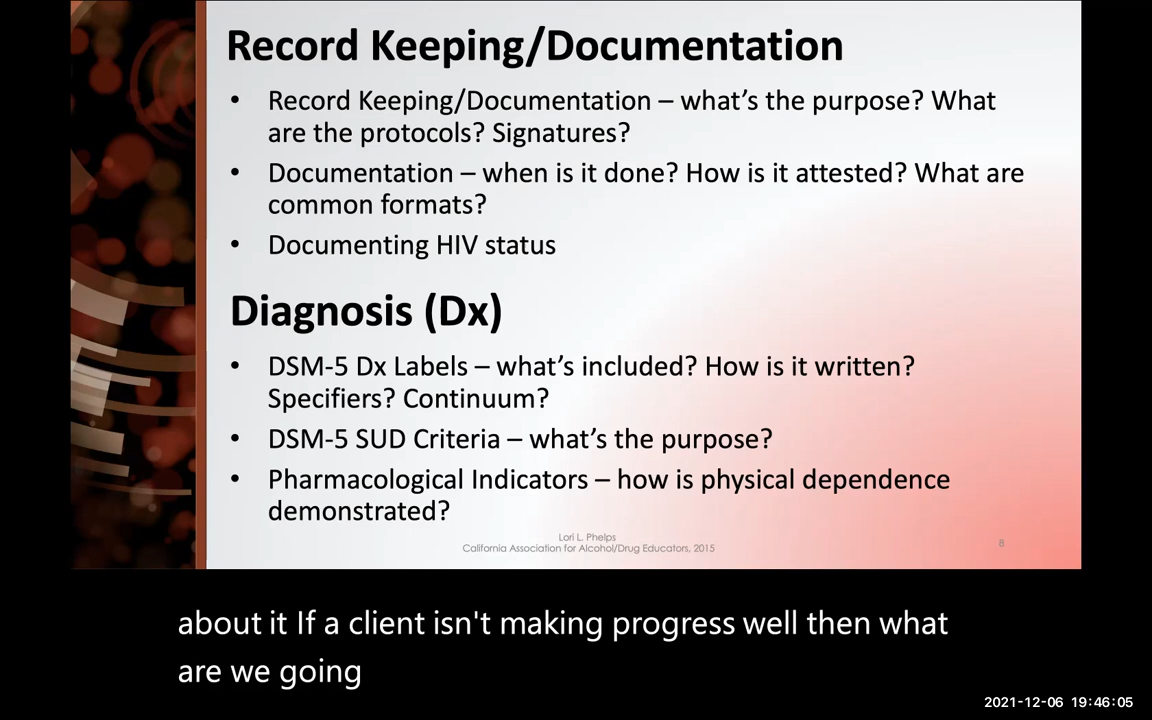 Record Keeping/Documentation
• Record Keeping/Documentation – what's the purpose? What
are the protocols? Signatures?
• Documentation – when is it done? How is it attested? What are
common formats?
• Documenting HIV status
Diagnosis (Dx)
• DSM-5 Dx Labels – what's included? How is it written?
Specifiers? Continuum?
• DSM-5 SUD Criteria – what's the purpose?
• Pharmacological Indicators – how is physical dependence
demonstrated?
Lori L. Phelps
California Association for Alcohol/Drug Educators, 2015
8
about it If a client isn't making progress well then what
are we going
2021-12-06 19:46:05